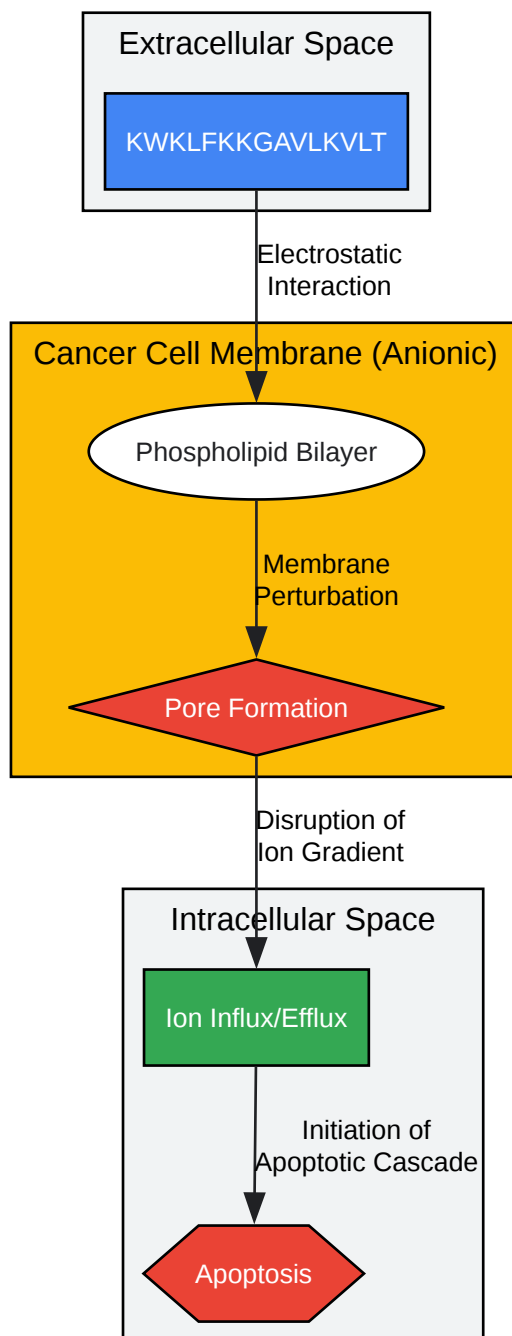 Extracellular Space
KWKLFKKGAVLKVLT
Electrostatic
Interaction
Cancer Cell Membrane (Anionic)
Phospholipid Bilayer
Membrane
Perturbation
Pore Formation
Disruption of
Ion Gradient
Intracellular Space
Ion Influx/Efflux
Initiation of
Apoptotic Cascade
Apoptosis